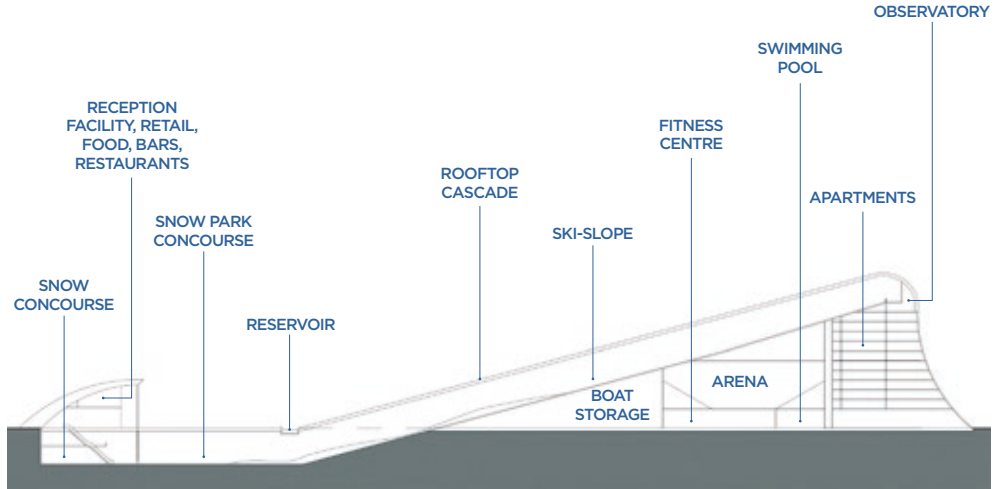 OBSERVATORY
SWIMMING
POOL
RECEPTION
FACILITY, RETAIL,
FOOD, BARS,
RESTAURANTS
FITNESS
CENTRE
ROOFTOP
CASCADE
APARTMENTS
SNOW PARK
CONCOURSE
SKI-SLOPE
SNOW
CONCOURSE
RESERVOIR
ARENA
BOAT
STORAGE